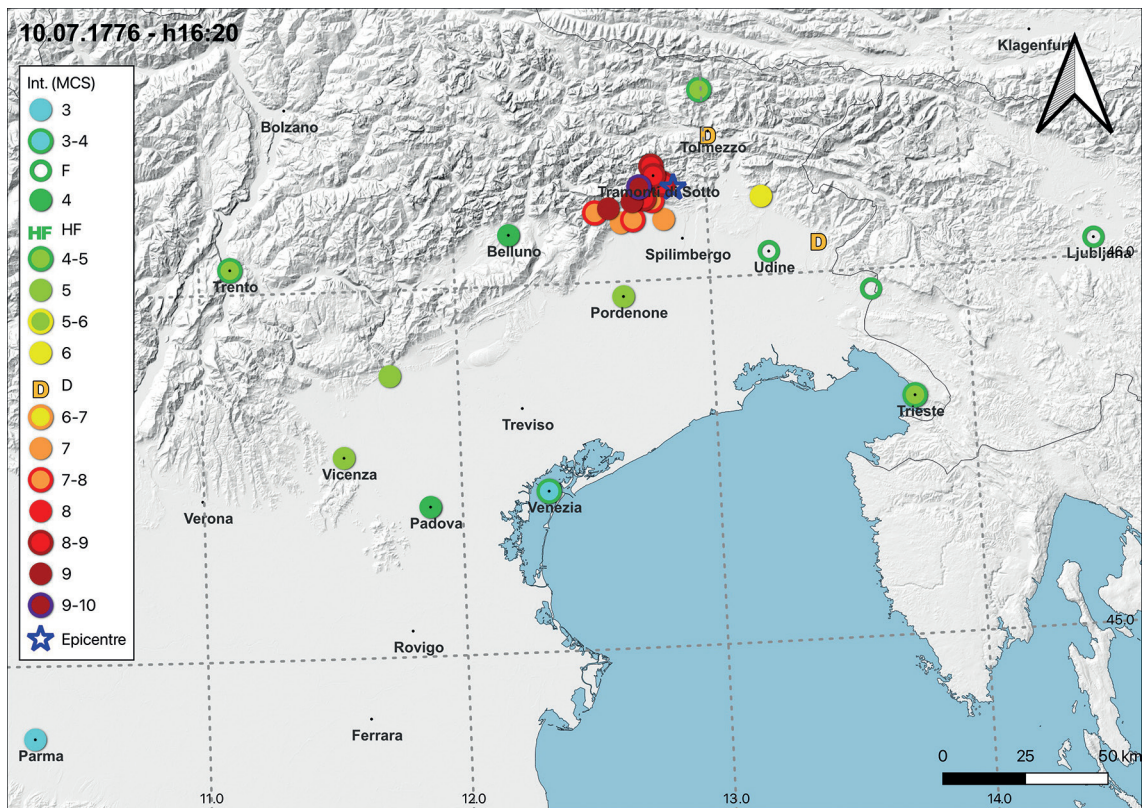 10.07.1776 - h16:20
Klagenfurt
Int. (MCS)
3
3-4
F
4
HF HF
4-5
5
5-6
6
D D
6-7
7
7-8
8
8-9
9
9-10
Epicentre
Bolzano
D
Tolmezzo
Tramonti di Sotto
Belluno
Spilimbergo
D
Udine
Ljubljana
46.0
Trento
Pordenone
Treviso
Trieste
Vicenza
Venezia
Verona
Padova
45.0
Rovigo
Ferrara
Parma
0 25 50 km
11.0 12.0 13.0 14.0